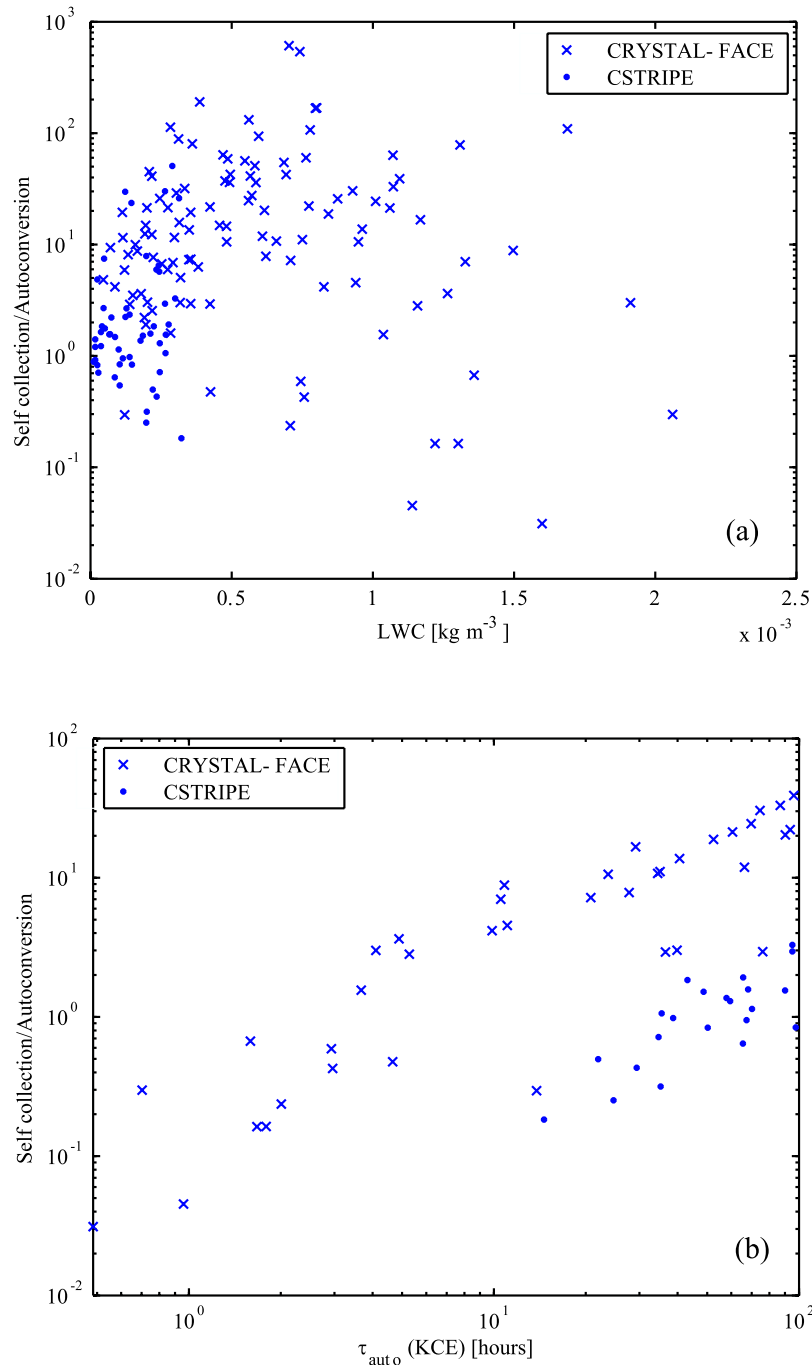 10^3
10^2
10^1
10^0
10^-1
10^-2
Self collection/Autoconversion
CRYSTAL- FACE
CSTRIPE
(a)
0 0.5 1 1.5 2 2.5
LWC [kg m^-3]
x 10^-3
10^2
10^1
10^0
10^-1
10^-2
Self collection/Autoconversion
CRYSTAL- FACE
CSTRIPE
(b)
10^0 10^1 10^2
τ_auto (KCE) [hours]